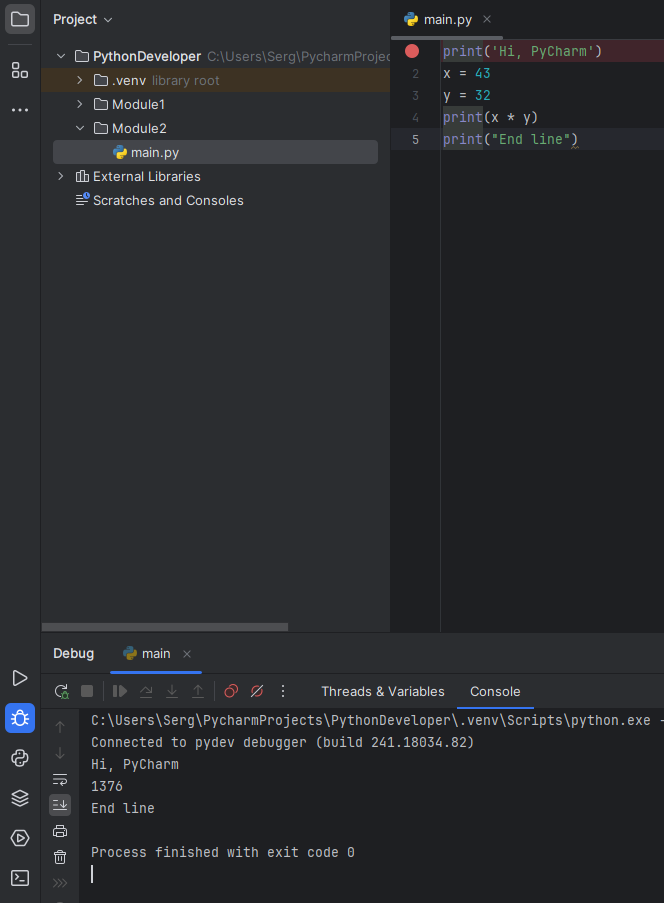 Project
main.py
PythonDeveloper C:\Users\Serg\PycharmProjec
.venv library root
Module1
Module2
main.py
External Libraries
Scratches and Consoles
print('Hi, PyCharm')
2 x = 43
3 y = 32
4 print(x * y)
5 print("End line")
Debug main
Threads & Variables Console
C:\Users\Serg\PycharmProjects\PythonDeveloper\.venv\Scripts\python.exe -
Connected to pydev debugger (build 241.18034.82)
Hi, PyCharm
1376
End line
Process finished with exit code 0